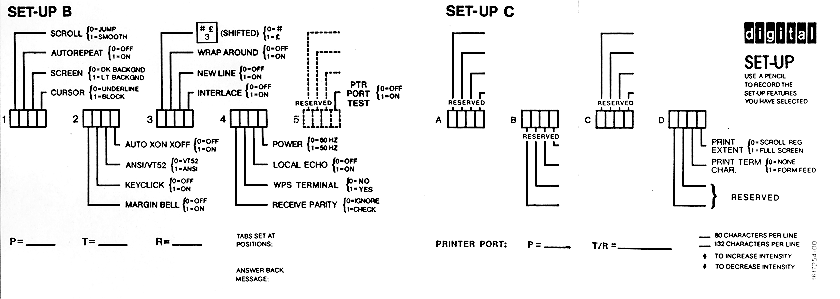 SET-UP B
SCROLL 0=JUMP 1=SMOOTH
AUTOREPEAT 0=OFF 1=ON
SCREEN 0=DK BACKGND 1=LT BACKGND
CURSOR 0=UNDERLINE 1=BLOCK
1
2
AUTO XON XOFF 0=OFF 1=ON
ANSI/VT52 0=VT52 1=ANSI
KEYCLICK 0=OFF 1=ON
MARGIN BELL 0=OFF 1=ON
# £ 3 (SHIFTED) 0=# 1=£
WRAP AROUND 0=OFF 1=ON
NEW LINE 0=OFF 1=ON
INTERLACE 0=OFF 1=ON
3
4
POWER 0=60 HZ 1=50 HZ
LOCAL ECHO 0=OFF 1=ON
WPS TERMINAL 0=NO 1=YES
RECEIVE PARITY 0=IGNORE 1=CHECK
RESERVED
PTR PORT TEST 0=OFF 1=ON
5
P= T= R=
TABS SET AT
POSITIONS:
ANSWER BACK
MESSAGE:
SET-UP C
RESERVED
A
B
RESERVED
RESERVED
C
D
PRINT EXTENT 0=SCROLL REG 1=FULL SCREEN
PRINT TERM CHAR. 0=NONE 1=FORM FEED
RESERVED
PRINTER PORT: P= T/R=
digital
SET-UP
USE A PENCIL
TO RECORD THE
SET-UP FEATURES
YOU HAVE SELECTED
80 CHARACTERS PER LINE
132 CHARACTERS PER LINE
TO INCREASE INTENSITY
TO DECREASE INTENSITY